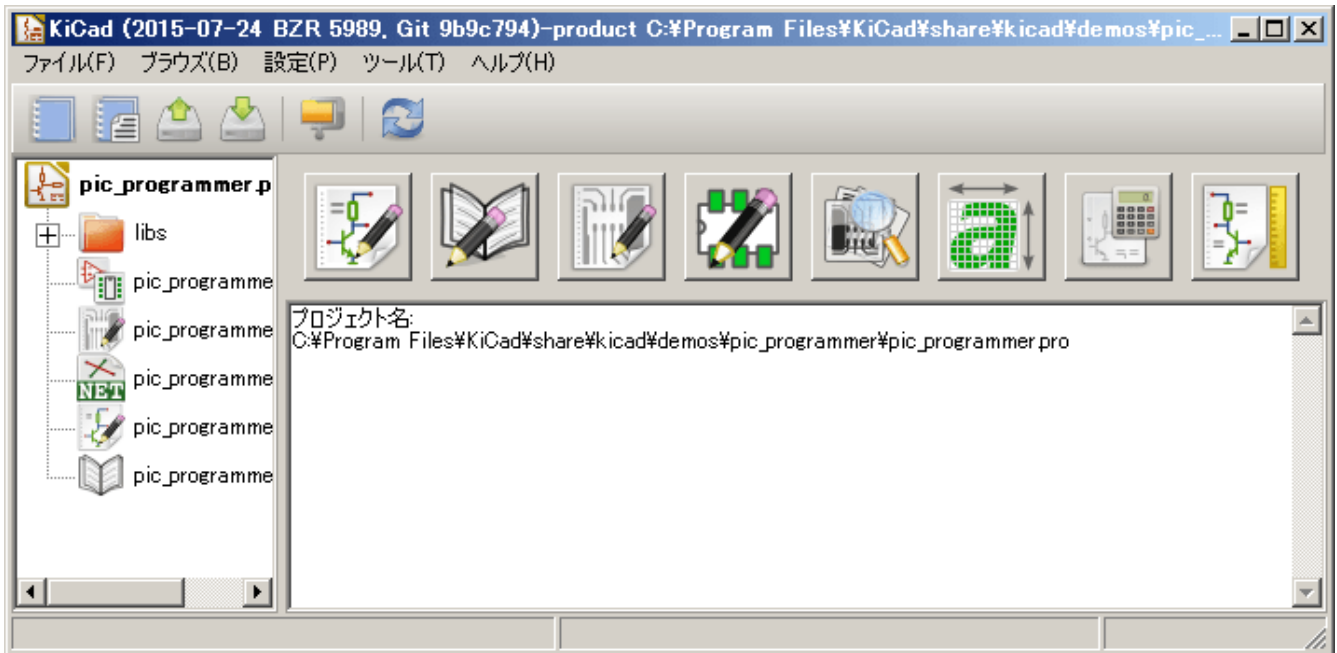 KiCad (2015-07-24 BZR 5989, Git 9b9c794)-product C:¥Program Files¥KiCad¥share¥kicad¥demos¥pic_...
ファイル(F) ブラウズ(B) 設定(P) ツール(T) ヘルプ(H)
pic_programmer.p
libs
pic_programme
pic_programme
NET pic_programme
pic_programme
pic_programme
プロジェクト名:
C:¥Program Files¥KiCad¥share¥kicad¥demos¥pic_programmer¥pic_programmer.pro